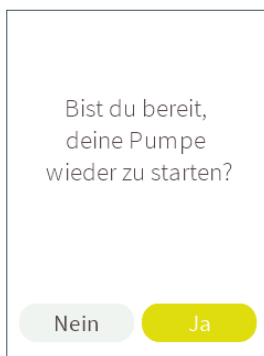 Bist du bereit,
deine Pumpe
wieder zu starten?
Nein
Ja